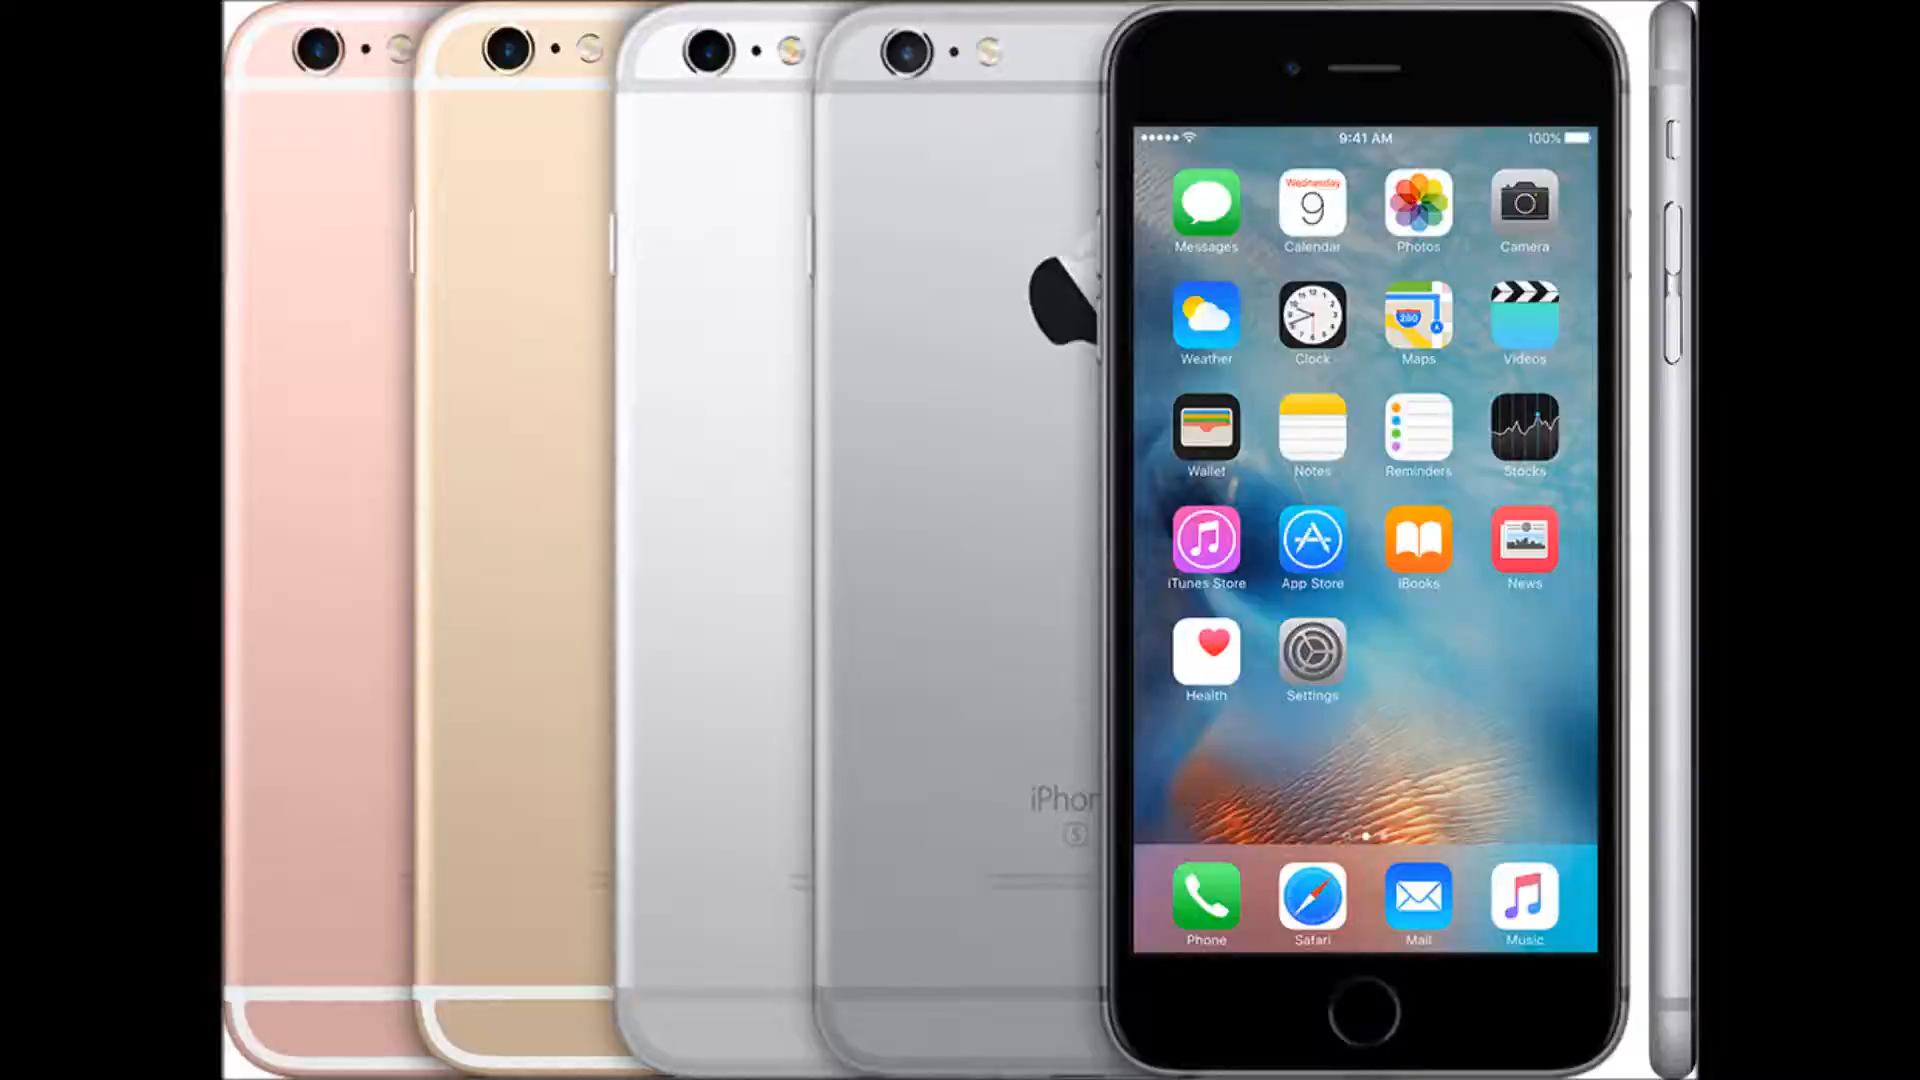 9:41 AM 100%
Wednesday
9
Messages Calendar Photos Camera
280
Weather Clock Maps Videos
Wallet Notes Reminders Stocks
iTunes Store App Store iBooks News
Health Settings
iPhon
S
Phone Safari Mail Music